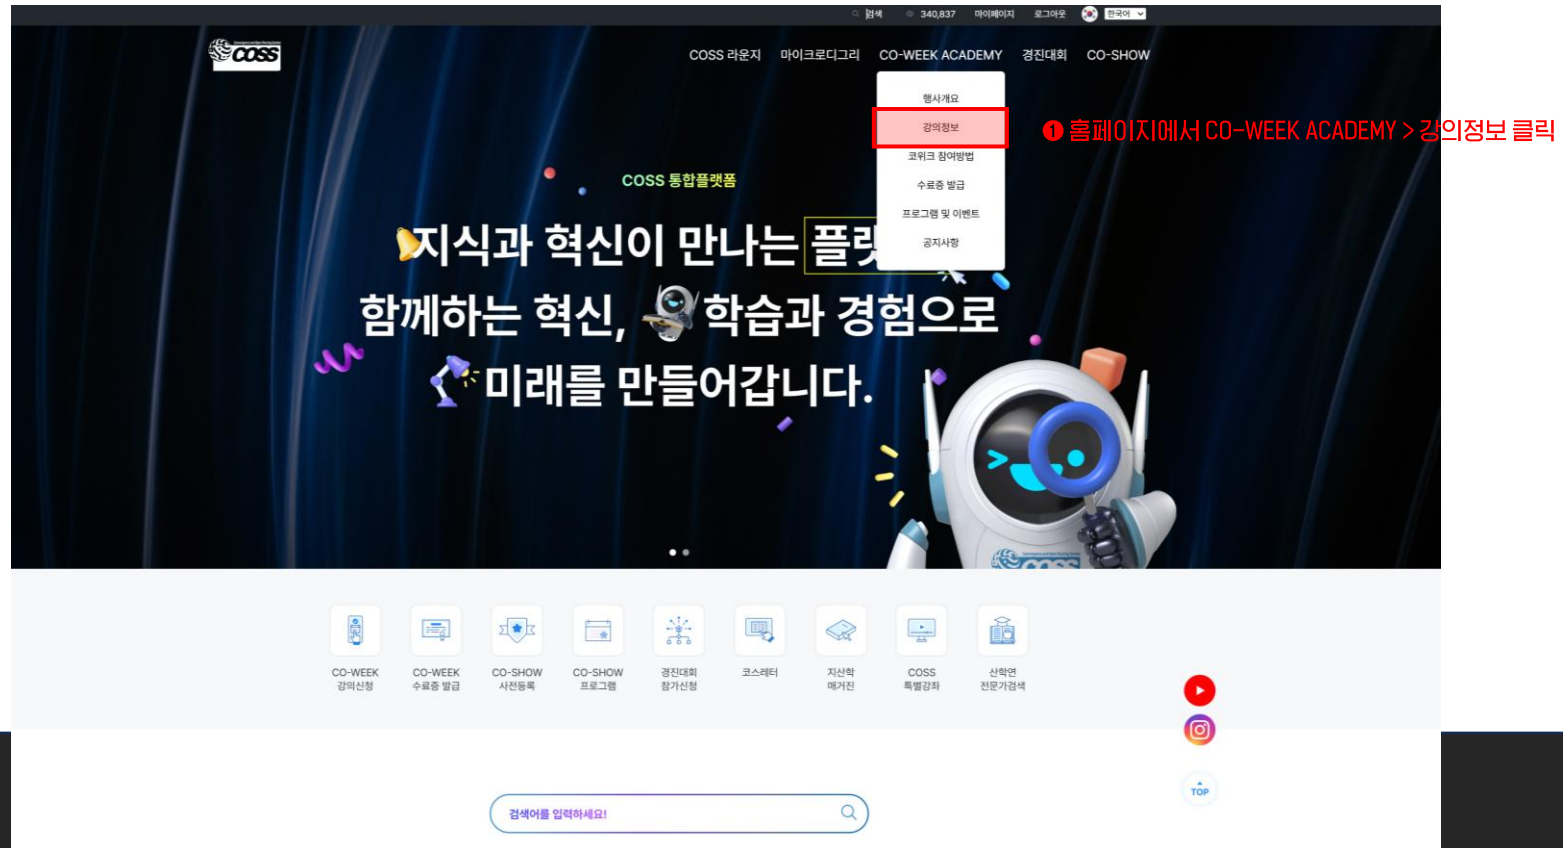 검색 340,837 마이페이지 로그아웃 한국어
COSS
COSS 라운지 마이크로디그리 CO-WEEK ACADEMY 경진대회 CO-SHOW
행사개요
강의정보
❶ 홈페이지에서 CO-WEEK ACADEMY > 강의정보 클릭
코위크 참여방법
수료증 발급
프로그램 및 이벤트
공지사항
COSS 통합플랫폼
지식과 혁신이 만나는 플랫
함께하는 혁신, 학습과 경험으로
미래를 만들어갑니다.
COSS
CO-WEEK 강의신청
CO-WEEK 수료증 발급
CO-SHOW 사전등록
CO-SHOW 프로그램
경진대회 참가신청
코스레터
지산학 매거진
COSS 특별강좌
산학연 전문가검색
TOP
검색어를 입력하세요!